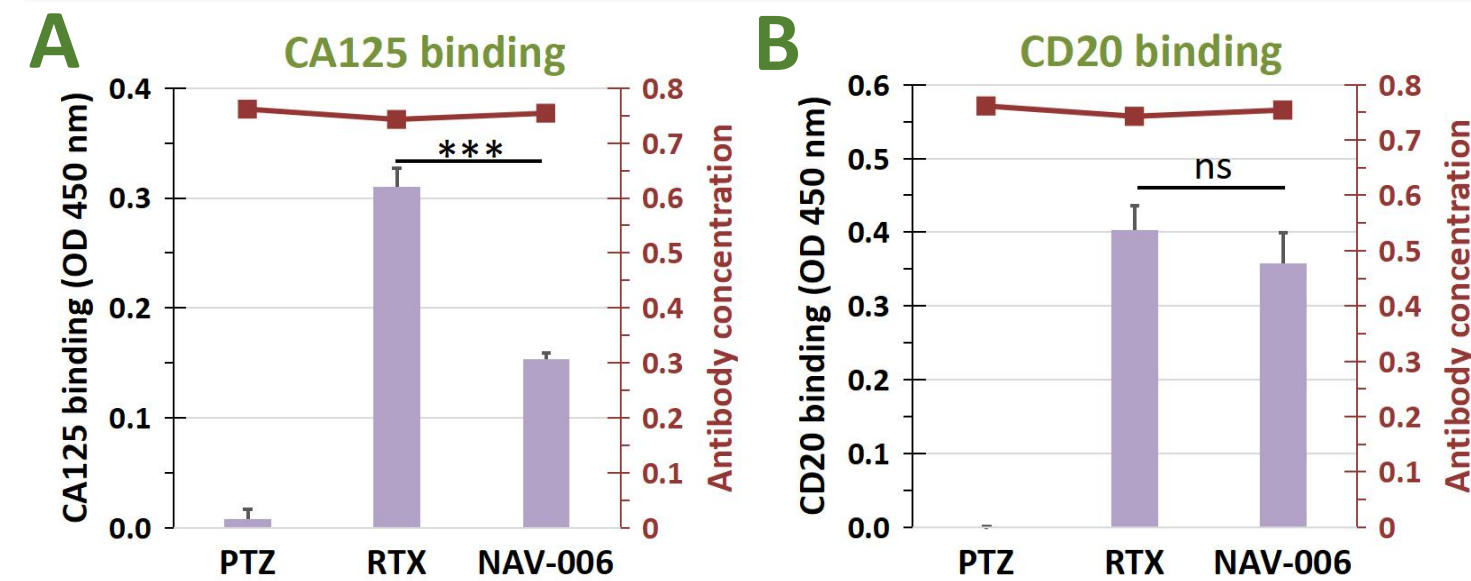 A
CA125 binding
CA125 binding (OD 450 nm)
0.4
0.3
0.2
0.1
0.0
***
0.8
0.7
0.6
0.5
0.4
0.3
0.2
0.1
0
Antibody concentration
PTZ RTX NAV-006
B
CD20 binding
CD20 binding (OD 450 nm)
0.6
0.5
0.4
0.3
0.2
0.1
0.0
ns
0.8
0.7
0.6
0.5
0.4
0.3
0.2
0.1
0
Antibody concentration
PTZ RTX NAV-006